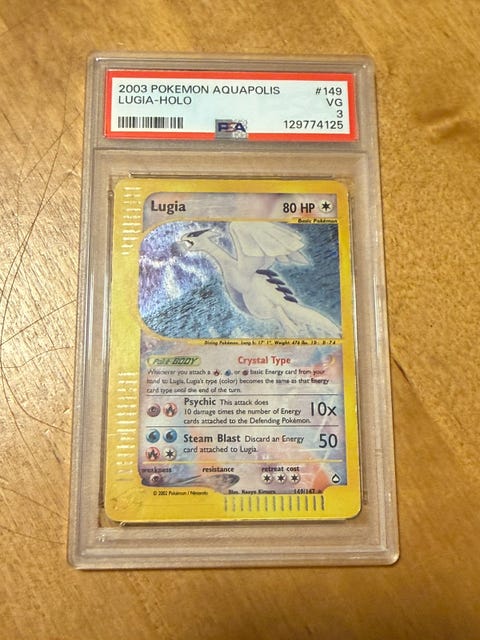 2003 POKEMON AQUAPOLIS #149
LUGIA-HOLO VG
3
PSA 129774125
Lugia 80 HP
Basic Pokémon
Diving Pokémon. Length: 17' 1", Weight: 476 lbs.
Poké-BODY Crystal Type
Whenever you attach a , , or basic Energy card from your
hand to Lugia, Lugia's type (color) becomes the same as that Energy
card type until the end of the turn.
Psychic This attack does
10 damage times the number of Energy 10x
cards attached to the Defending Pokémon.
Steam Blast Discard an Energy 50
card attached to Lugia.
weakness resistance retreat cost
© 2002 Pokémon / Nintendo Illus. Naoyo Kimura 149/147